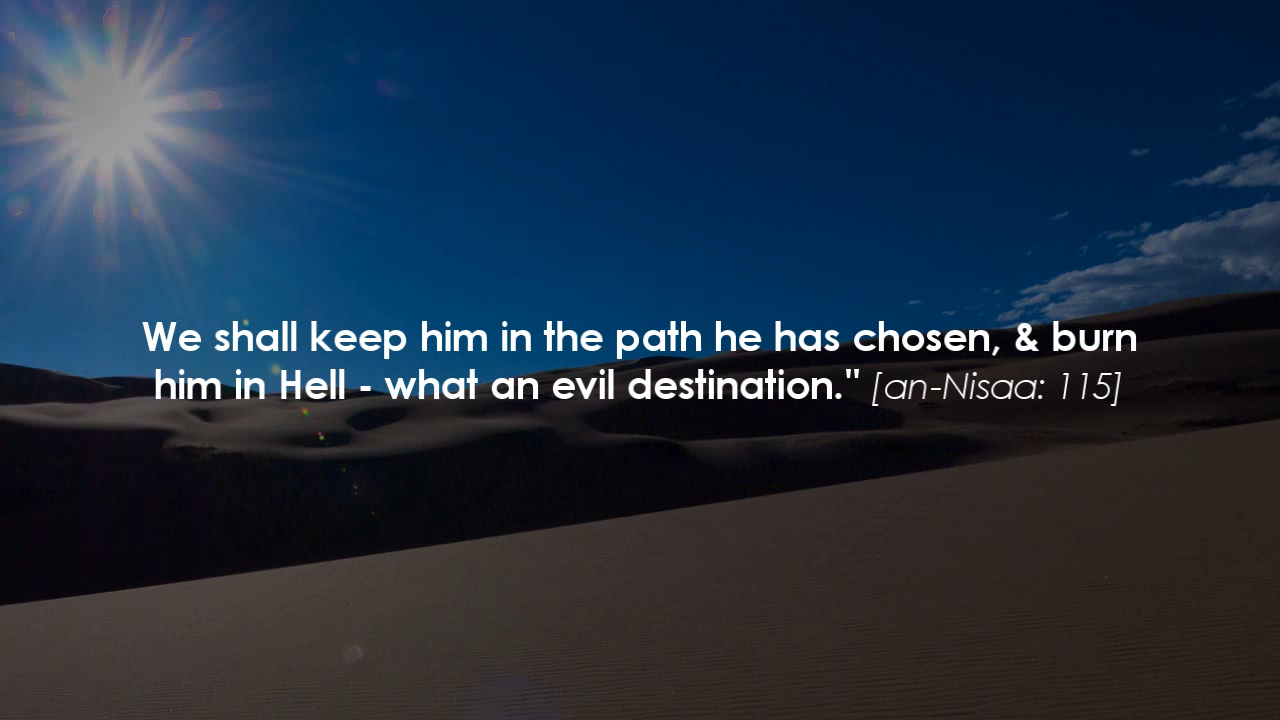 We shall keep him in the path he has chosen, & burn
him in Hell - what an evil destination." [an-Nisaa: 115]